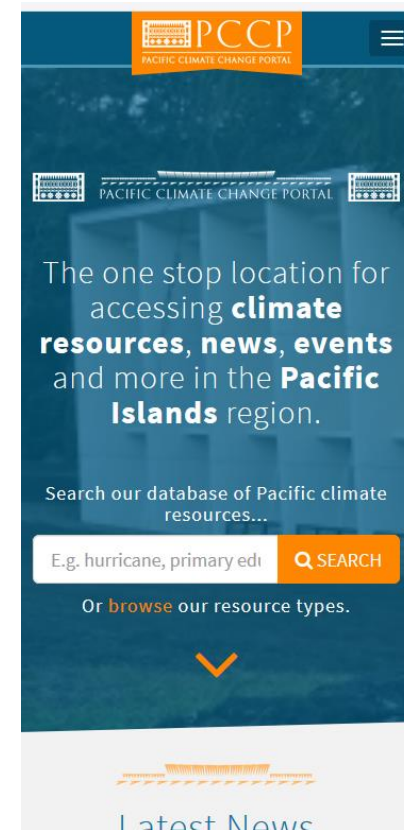 PCCP
PACIFIC CLIMATE CHANGE PORTAL
PACIFIC CLIMATE CHANGE PORTAL
The one stop location for
accessing climate
resources, news, events
and more in the Pacific
Islands region.
Search our database of Pacific climate
resources...
E.g. hurricane, primary edu
SEARCH
Or browse our resource types.
Latest News